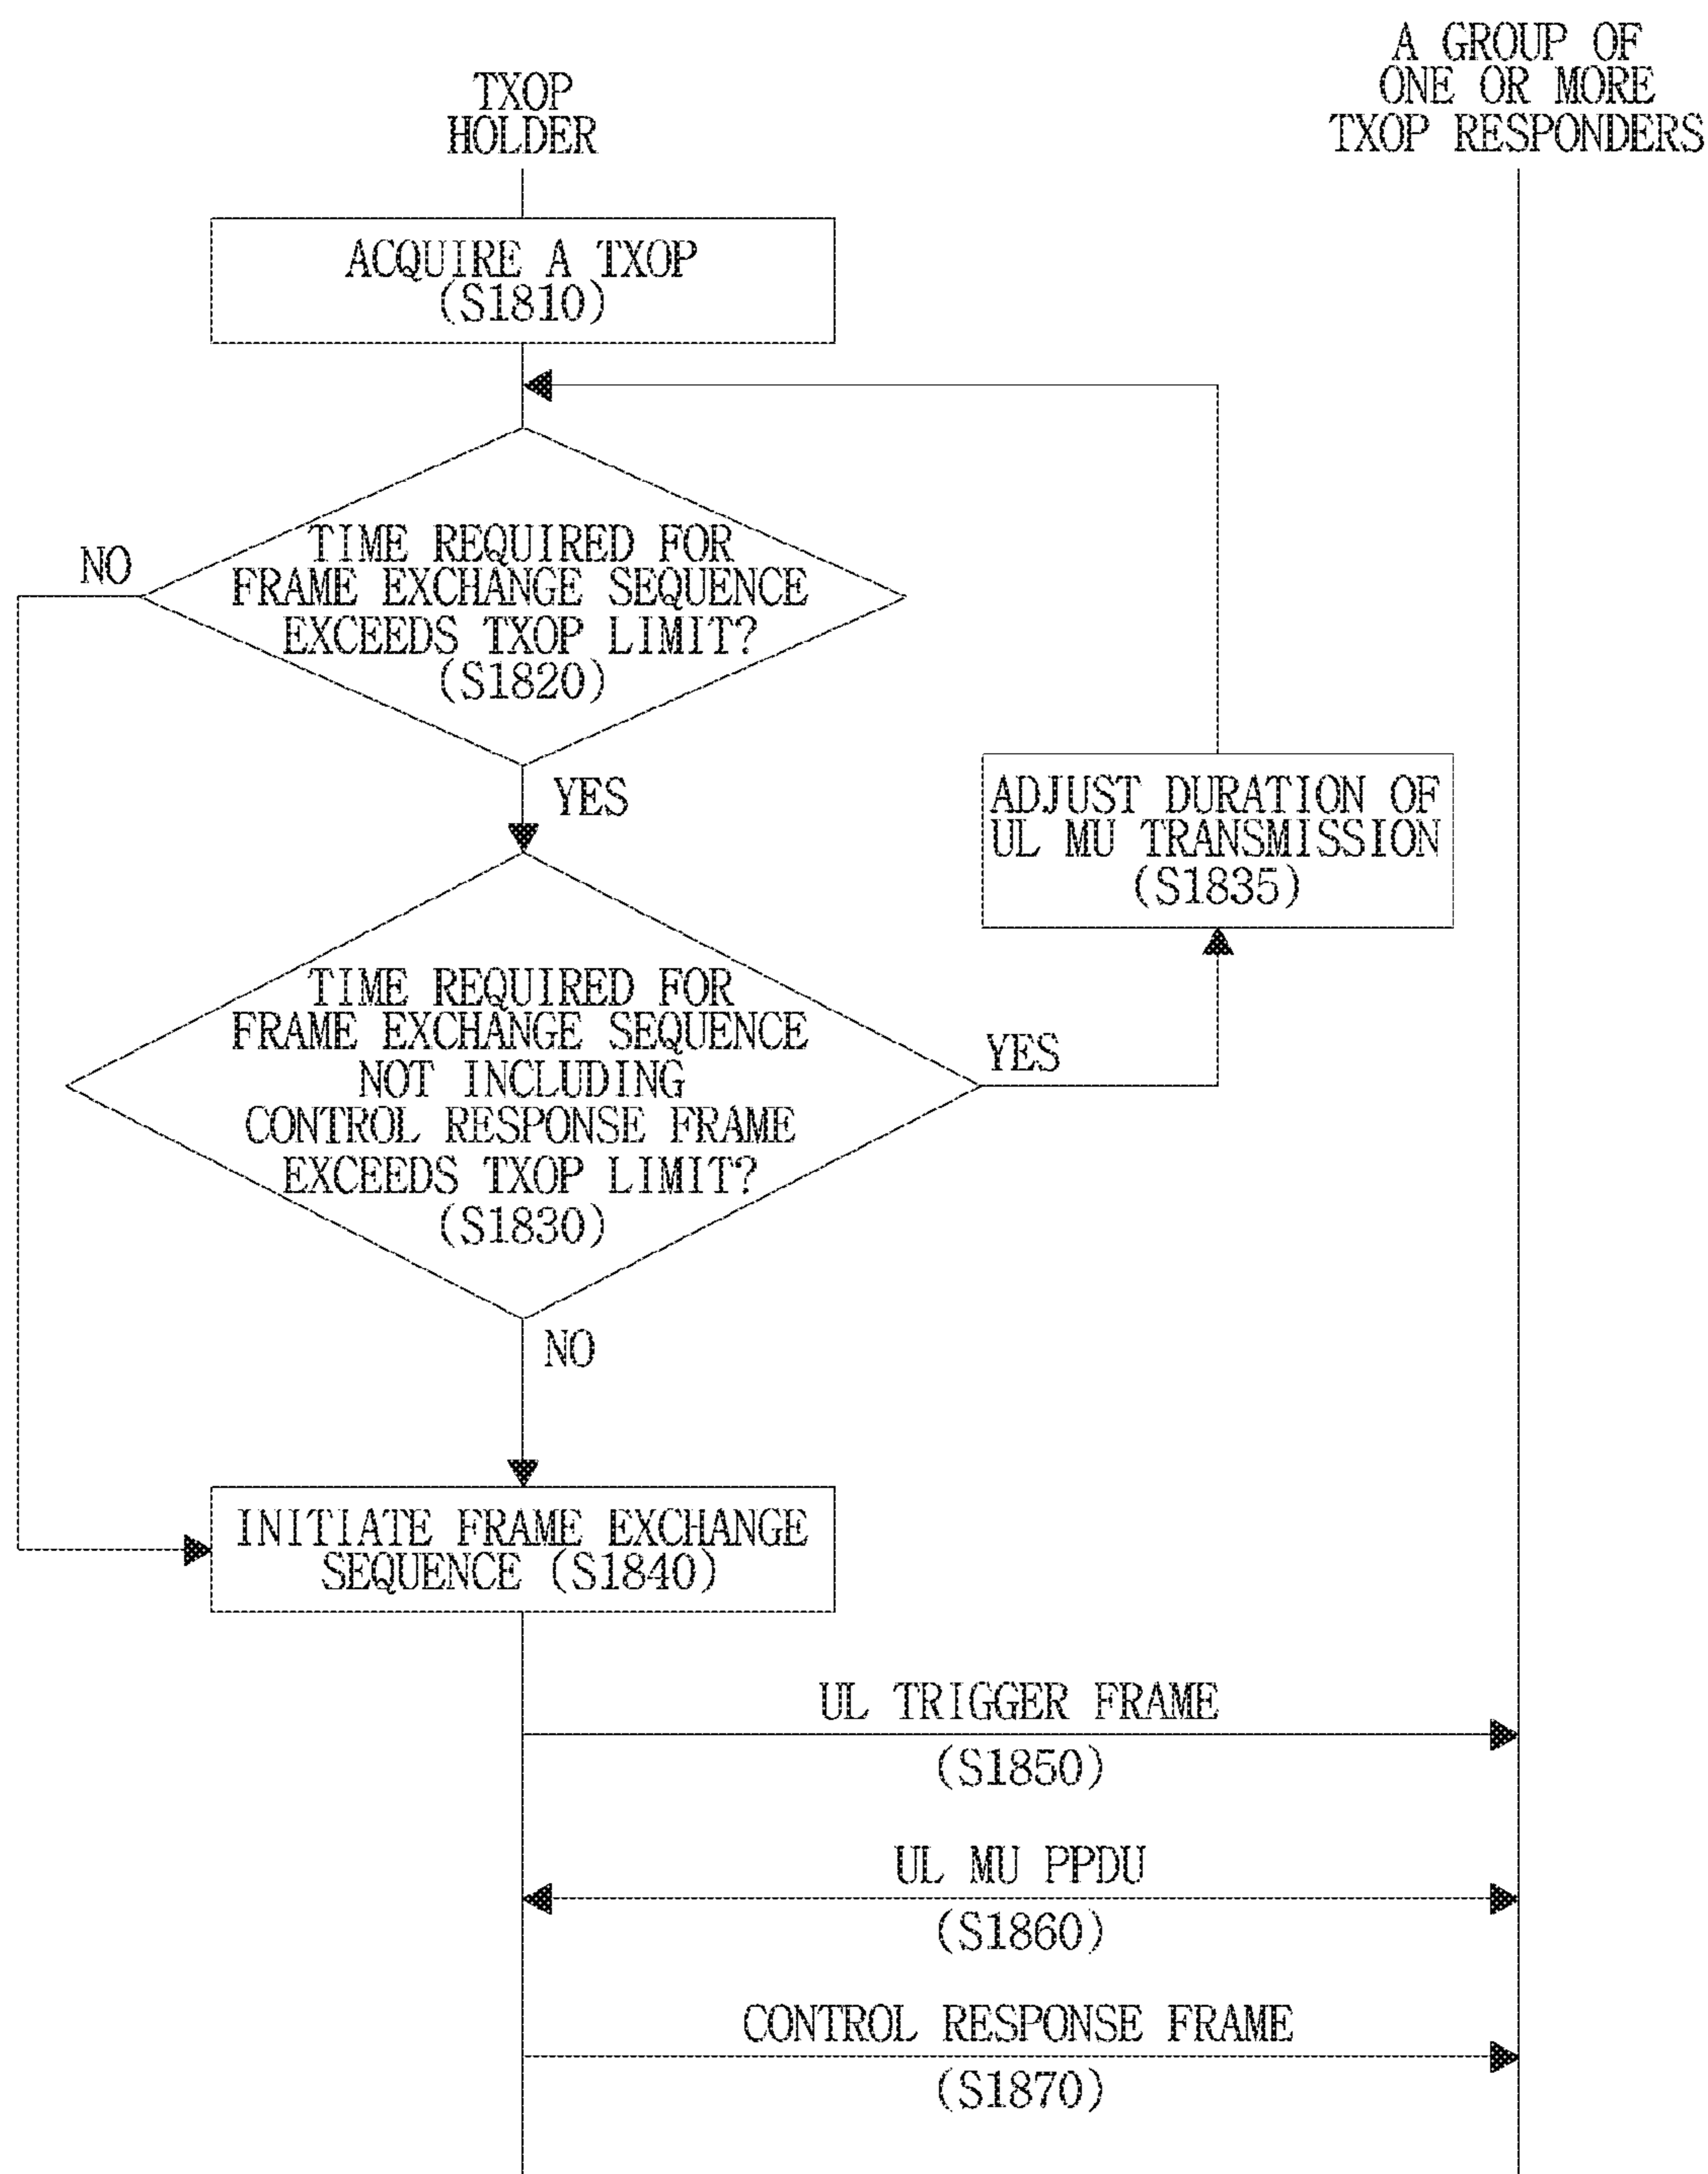 TXOP
HOLDER
A GROUP OF
ONE OR MORE
TXOP RESPONDERS
ACQUIRE A TXOP
(S1810)
TIME REQUIRED FOR
FRAME EXCHANGE SEQUENCE
EXCEEDS TXOP LIMIT?
(S1820)
NO
YES
ADJUST DURATION OF
UL MU TRANSMISSION
(S1835)
TIME REQUIRED FOR
FRAME EXCHANGE SEQUENCE
NOT INCLUDING
CONTROL RESPONSE FRAME
EXCEEDS TXOP LIMIT?
(S1830)
YES
NO
INITIATE FRAME EXCHANGE
SEQUENCE (S1840)
UL TRIGGER FRAME
(S1850)
UL MU PPDU
(S1860)
CONTROL RESPONSE FRAME
(S1870)